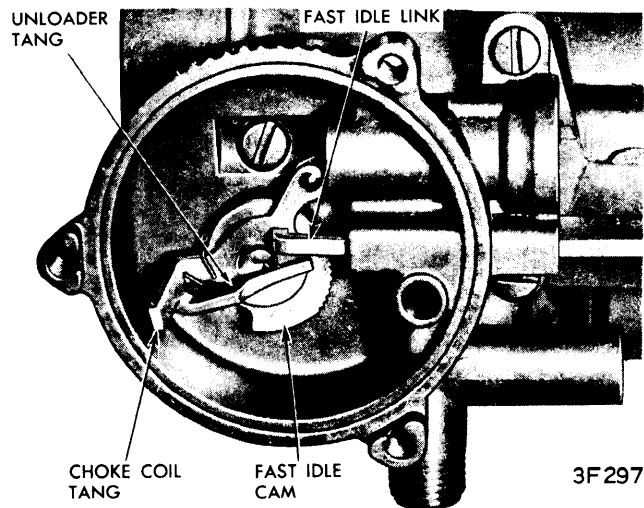 UNLOADER
TANG
FAST IDLE LINK
CHOKE COIL
TANG
FAST IDLE
CAM
3F297